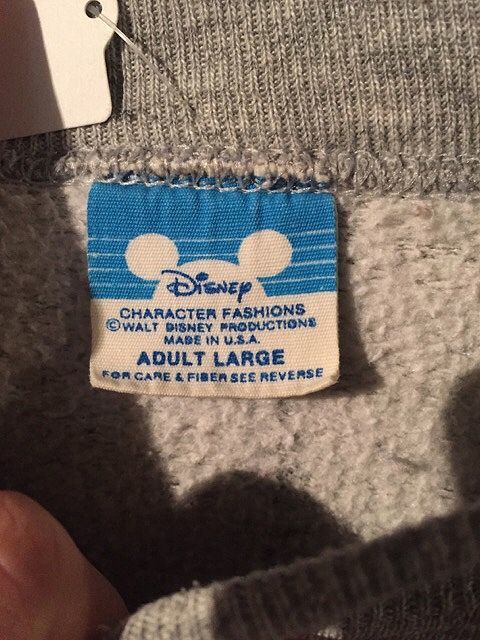 Disney
CHARACTER FASHIONS
©WALT DISNEY PRODUCTIONS
MADE IN U.S.A.
ADULT LARGE
FOR CARE & FIBER SEE REVERSE